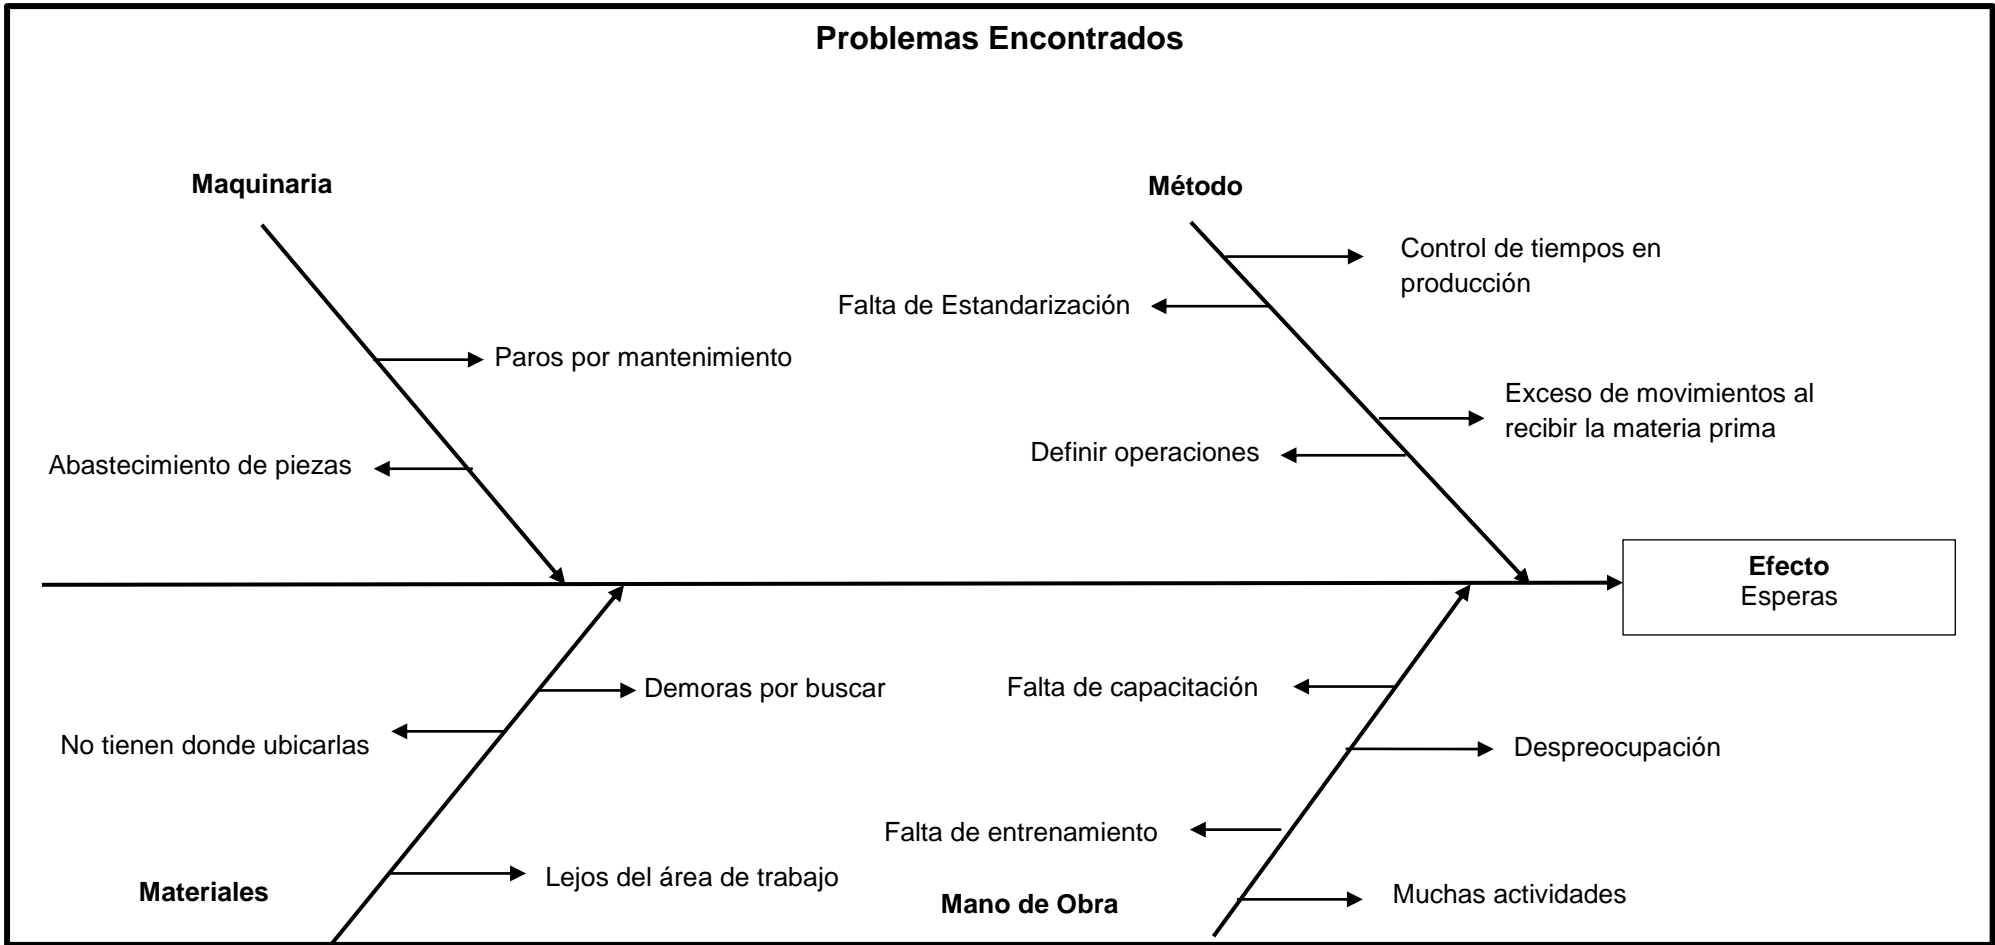 Problemas Encontrados
Maquinaria
Método
Control de tiempos en
producción
Falta de Estandarización
Paros por mantenimiento
Exceso de movimientos al
recibir la materia prima
Definir operaciones
Abastecimiento de piezas
Efecto
Esperas
Demoras por buscar
Falta de capacitación
No tienen donde ubicarlas
Despreocupación
Falta de entrenamiento
Lejos del área de trabajo
Materiales
Mano de Obra
Muchas actividades